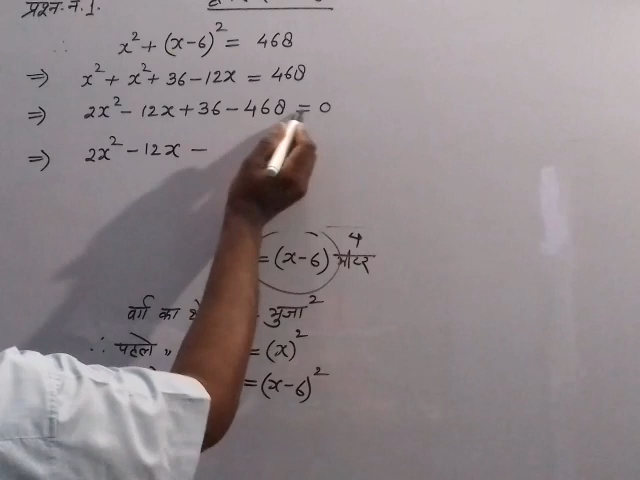 प्रश्न.न.1.
∴ x² + (x-6)² = 468
⇒ x² + x² + 36 - 12x = 468
⇒ 2x² - 12x + 36 - 468 = 0
⇒ 2x² - 12x -
4
= (x-6) मीटर
वर्ग का भुजा²
∴ पहले " = (x)²
= (x-6)²